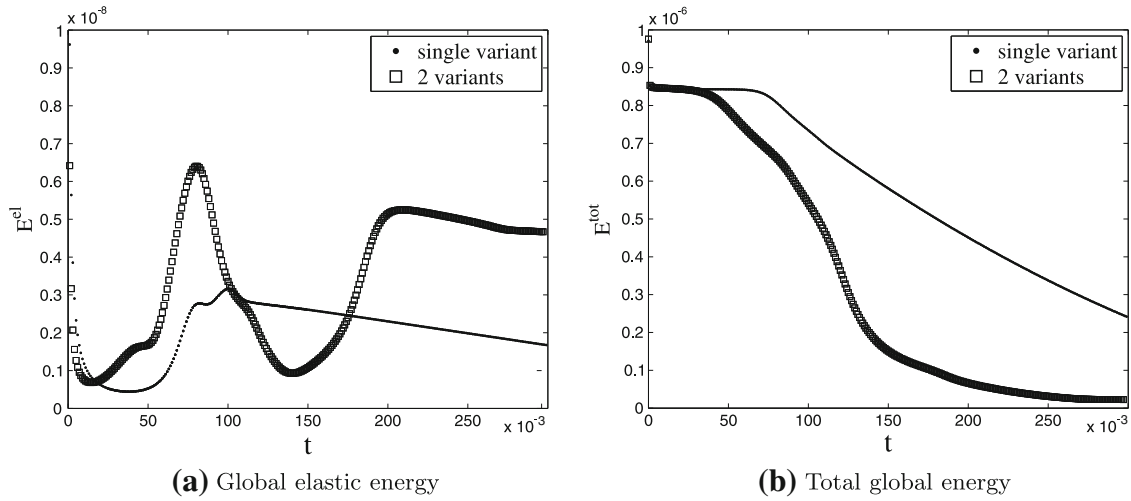 x 10⁻⁸
1
0.9
0.8
0.7
0.6
0.5
0.4
0.3
0.2
0.1
0
E^el
single variant
2 variants
0 50 100 150 200 250
x 10⁻³
t
(a) Global elastic energy
x 10⁻⁶
1
0.9
0.8
0.7
0.6
0.5
0.4
0.3
0.2
0.1
0
E^tot
single variant
2 variants
0 50 100 150 200 250
x 10⁻³
t
(b) Total global energy